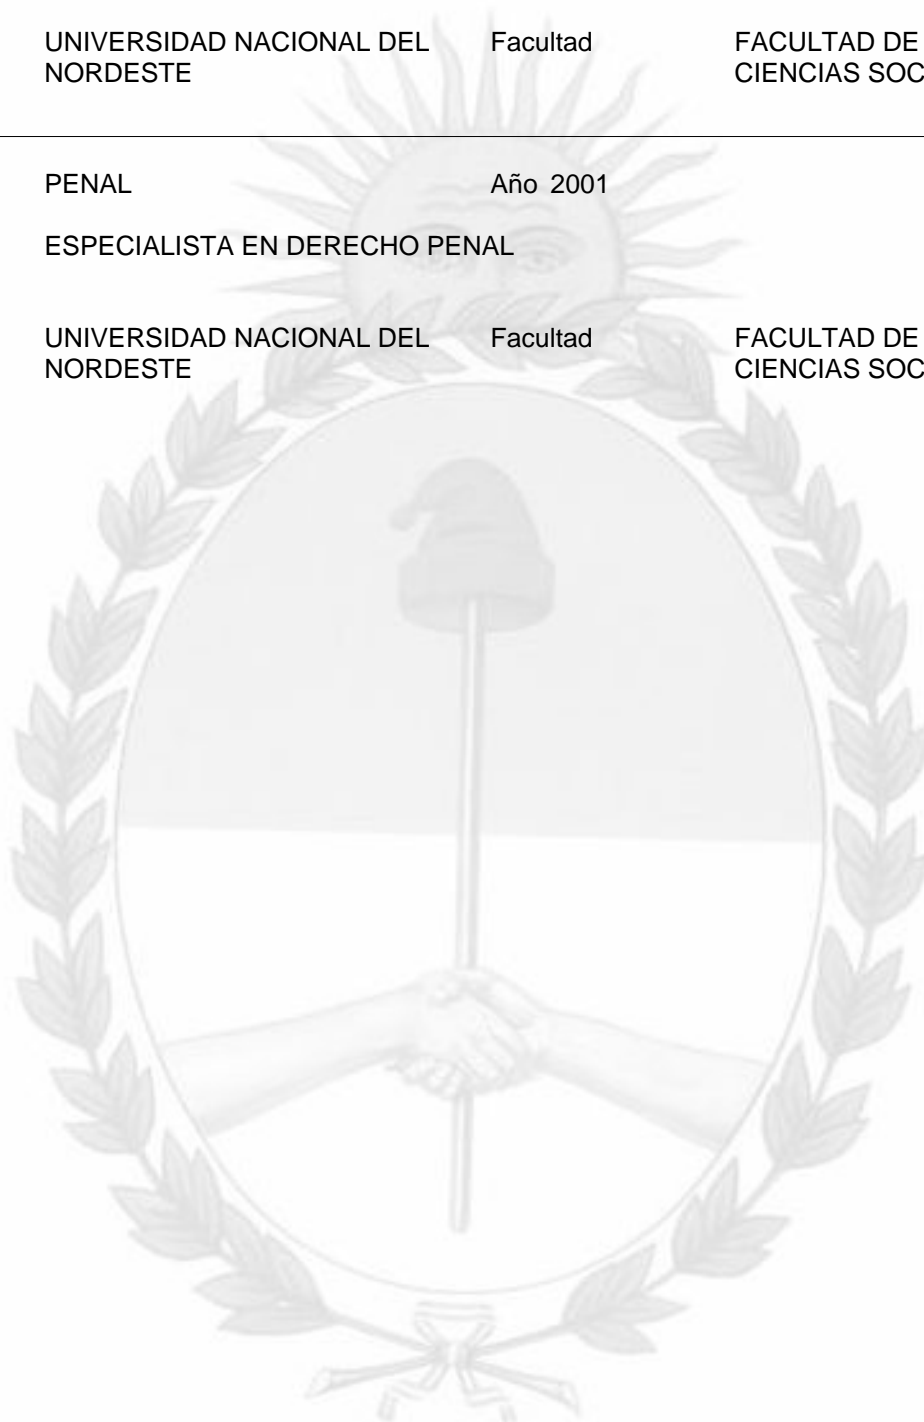 UNIVERSIDAD NACIONAL DEL Facultad FACULTAD DE
NORDESTE CIENCIAS SOC
PENAL Año 2001
ESPECIALISTA EN DERECHO PENAL
UNIVERSIDAD NACIONAL DEL Facultad FACULTAD DE
NORDESTE CIENCIAS SOC